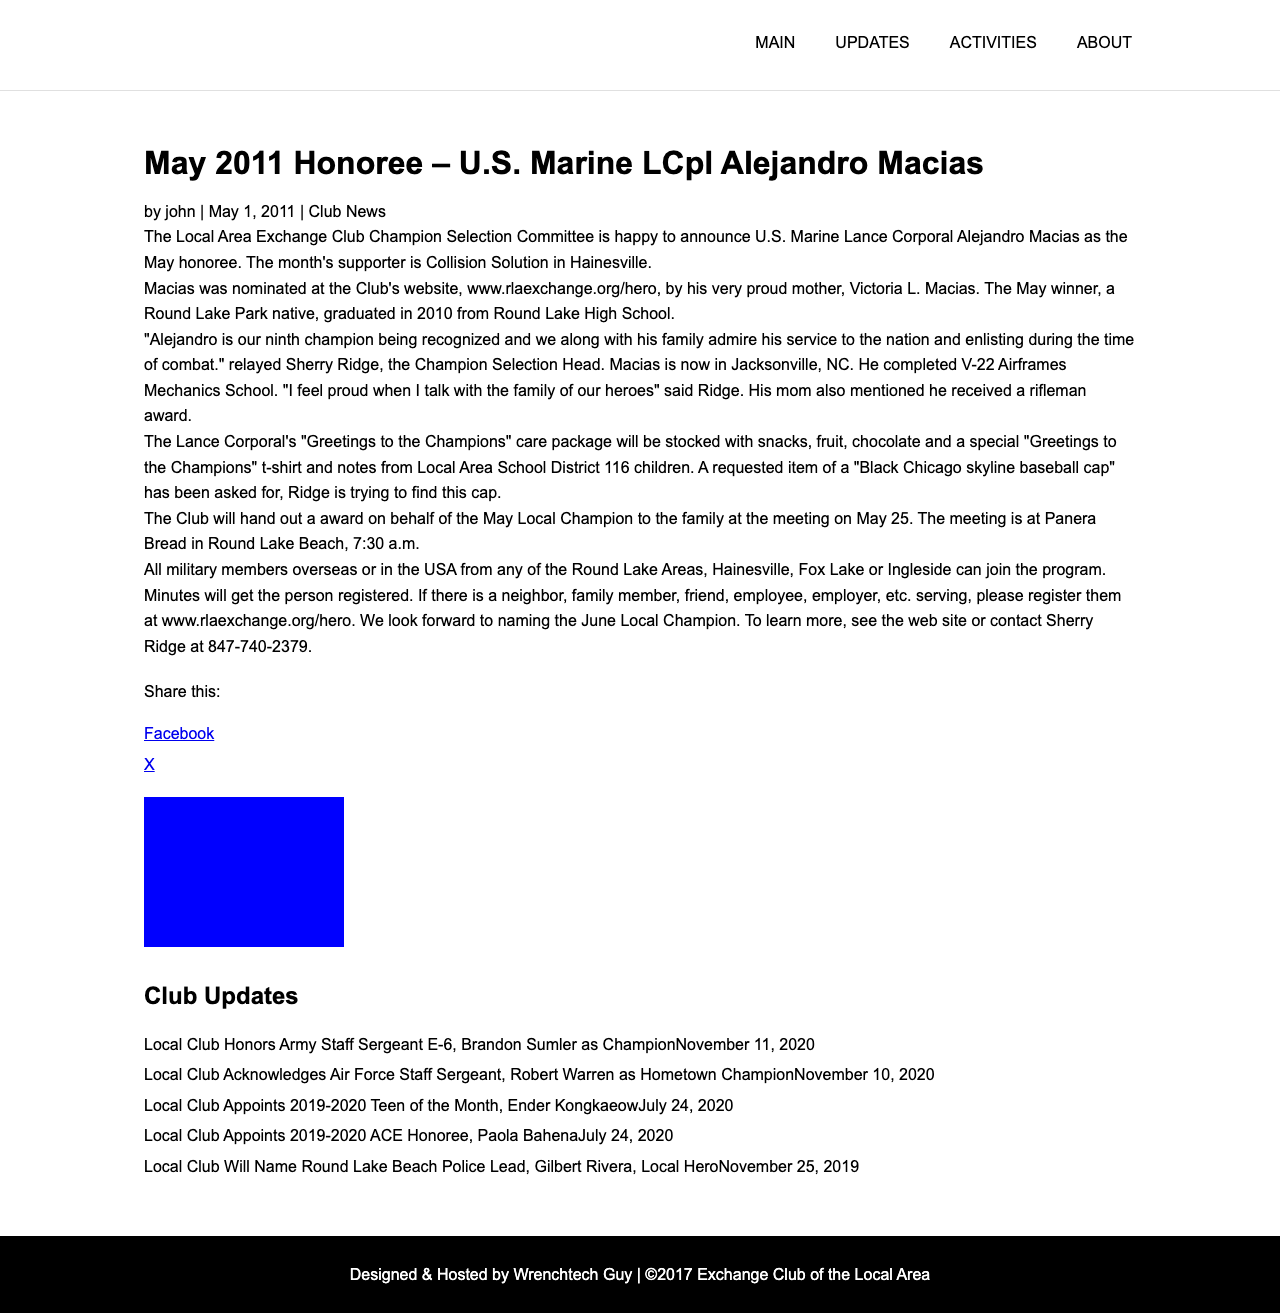 MAIN UPDATES ACTIVITIES ABOUT
May 2011 Honoree – U.S. Marine LCpl Alejandro Macias
by john | May 1, 2011 | Club News
The Local Area Exchange Club Champion Selection Committee is happy to announce U.S. Marine Lance Corporal Alejandro Macias as the
May honoree. The month's supporter is Collision Solution in Hainesville.
Macias was nominated at the Club's website, www.rlaexchange.org/hero, by his very proud mother, Victoria L. Macias. The May winner, a
Round Lake Park native, graduated in 2010 from Round Lake High School.
"Alejandro is our ninth champion being recognized and we along with his family admire his service to the nation and enlisting during the time
of combat." relayed Sherry Ridge, the Champion Selection Head. Macias is now in Jacksonville, NC. He completed V-22 Airframes
Mechanics School. "I feel proud when I talk with the family of our heroes" said Ridge. His mom also mentioned he received a rifleman
award.
The Lance Corporal's "Greetings to the Champions" care package will be stocked with snacks, fruit, chocolate and a special "Greetings to
the Champions" t-shirt and notes from Local Area School District 116 children. A requested item of a "Black Chicago skyline baseball cap"
has been asked for, Ridge is trying to find this cap.
The Club will hand out a award on behalf of the May Local Champion to the family at the meeting on May 25. The meeting is at Panera
Bread in Round Lake Beach, 7:30 a.m.
All military members overseas or in the USA from any of the Round Lake Areas, Hainesville, Fox Lake or Ingleside can join the program.
Minutes will get the person registered. If there is a neighbor, family member, friend, employee, employer, etc. serving, please register them
at www.rlaexchange.org/hero. We look forward to naming the June Local Champion. To learn more, see the web site or contact Sherry
Ridge at 847-740-2379.
Share this:
Facebook
X
Club Updates
Local Club Honors Army Staff Sergeant E-6, Brandon Sumler as ChampionNovember 11, 2020
Local Club Acknowledges Air Force Staff Sergeant, Robert Warren as Hometown ChampionNovember 10, 2020
Local Club Appoints 2019-2020 Teen of the Month, Ender KongkaeowJuly 24, 2020
Local Club Appoints 2019-2020 ACE Honoree, Paola BahenaJuly 24, 2020
Local Club Will Name Round Lake Beach Police Lead, Gilbert Rivera, Local HeroNovember 25, 2019
Designed & Hosted by Wrenchtech Guy | ©2017 Exchange Club of the Local Area